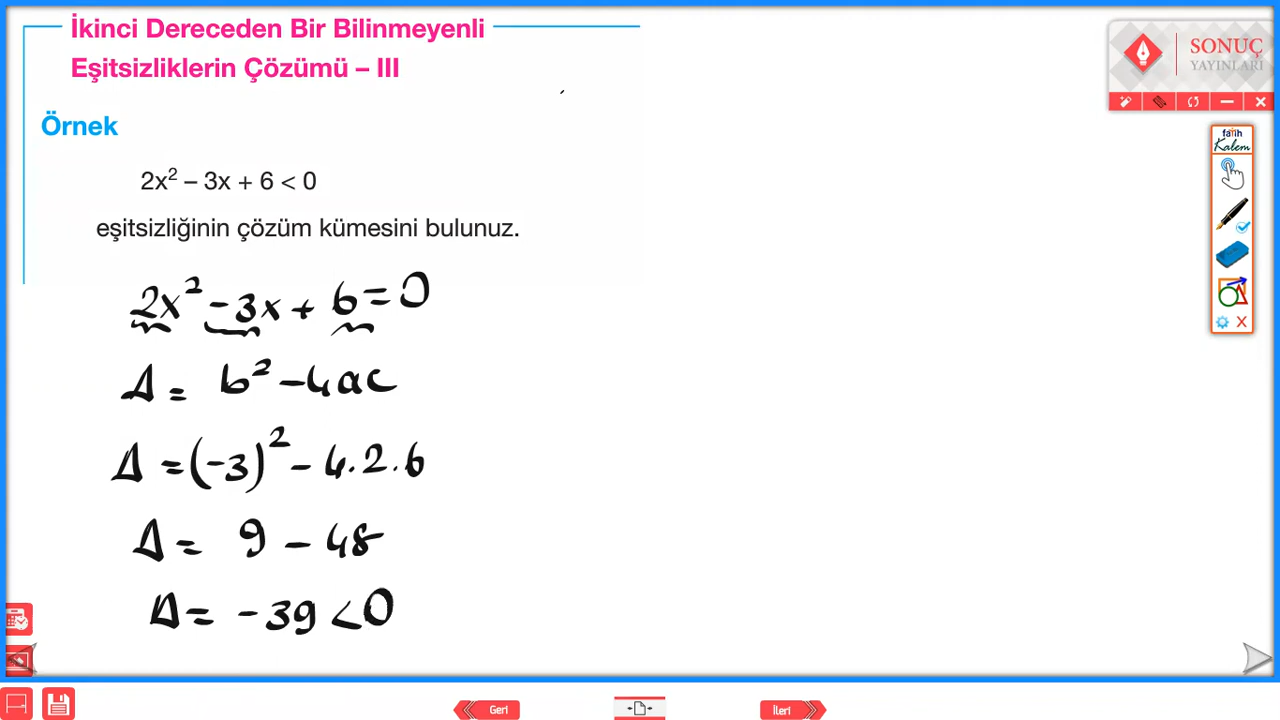 İkinci Dereceden Bir Bilinmeyenli
Eşitsizliklerin Çözümü – III
Örnek
2x² – 3x + 6 < 0
eşitsizliğinin çözüm kümesini bulunuz.
2x² – 3x + 6 = 0
Δ = b² – 4ac
Δ = (–3)² – 4.2.6
Δ = 9 – 48
Δ = –39 < 0
SONUÇ
YAYINLARI
fatih
Kalem
Geri
İleri